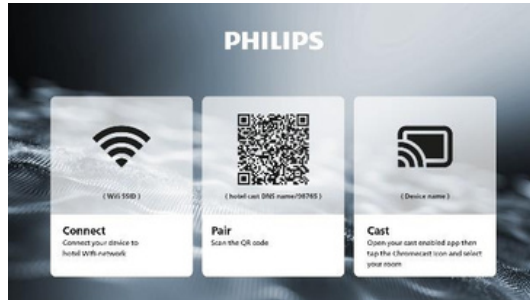 PHILIPS
( Wifi SSID )
( hotel cast DNS name/98765 )
( Device name )
Connect
Connect your device to
hotel Wifi network
Pair
Scan the QR code
Cast
Open your cast enabled app then
tap the Chromecast icon and select
your room